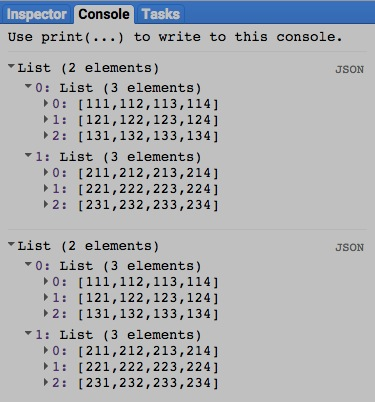 Inspector Console Tasks
Use print(...) to write to this console.
List (2 elements) JSON
0: List (3 elements)
0: [111,112,113,114]
1: [121,122,123,124]
2: [131,132,133,134]
1: List (3 elements)
0: [211,212,213,214]
1: [221,222,223,224]
2: [231,232,233,234]
List (2 elements) JSON
0: List (3 elements)
0: [111,112,113,114]
1: [121,122,123,124]
2: [131,132,133,134]
1: List (3 elements)
0: [211,212,213,214]
1: [221,222,223,224]
2: [231,232,233,234]